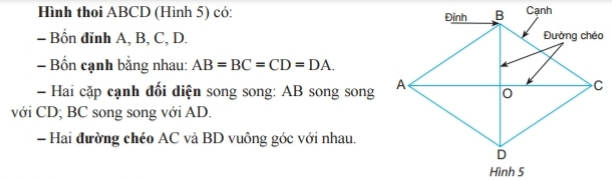 Hình thoi ABCD (Hình 5) có:
– Bốn đỉnh A, B, C, D.
– Bốn cạnh bằng nhau: AB = BC = CD = DA.
– Hai cặp cạnh đối diện song song: AB song song
với CD; BC song song với AD.
– Hai đường chéo AC và BD vuông góc với nhau.
Đỉnh
B
Cạnh
Đường chéo
A
O
C
D
Hình 5